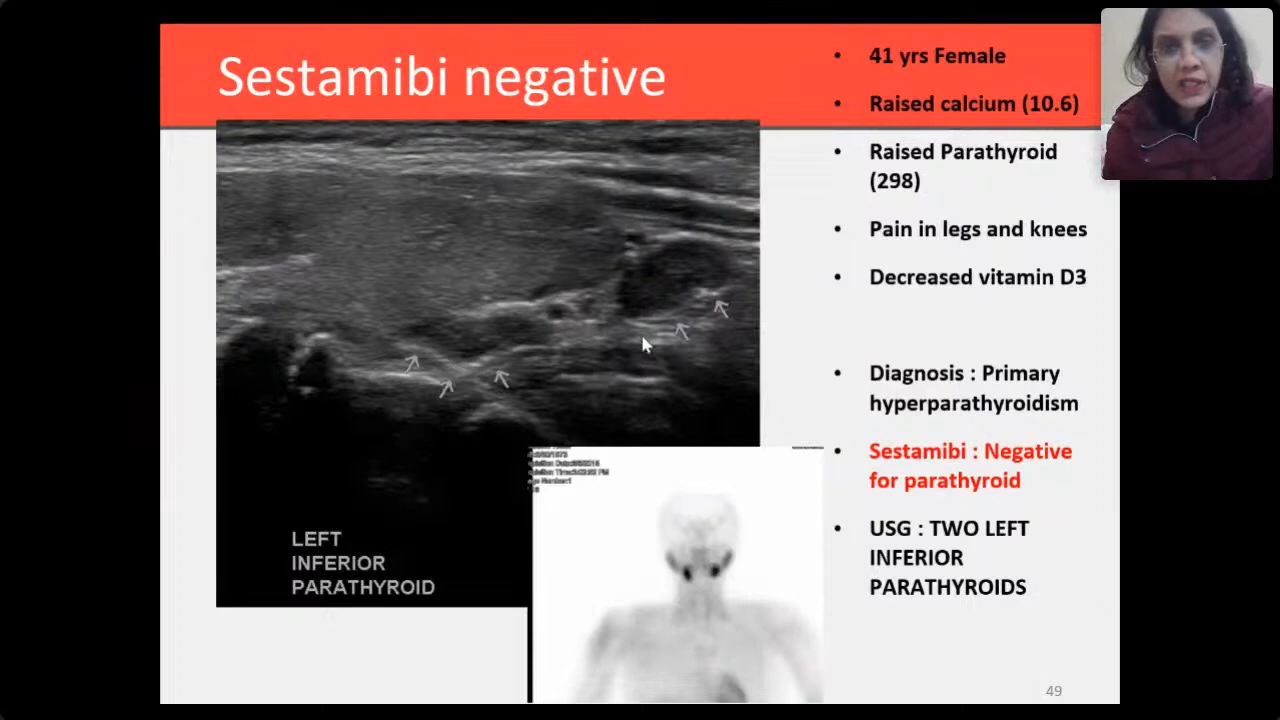 Sestamibi negative
• 41 yrs Female
• Raised calcium (10.6)
• Raised Parathyroid
(298)
• Pain in legs and knees
• Decreased vitamin D3
• Diagnosis : Primary
hyperparathyroidism
• Sestamibi : Negative
for parathyroid
• USG : TWO LEFT
INFERIOR
PARATHYROIDS
LEFT
INFERIOR
PARATHYROID
49